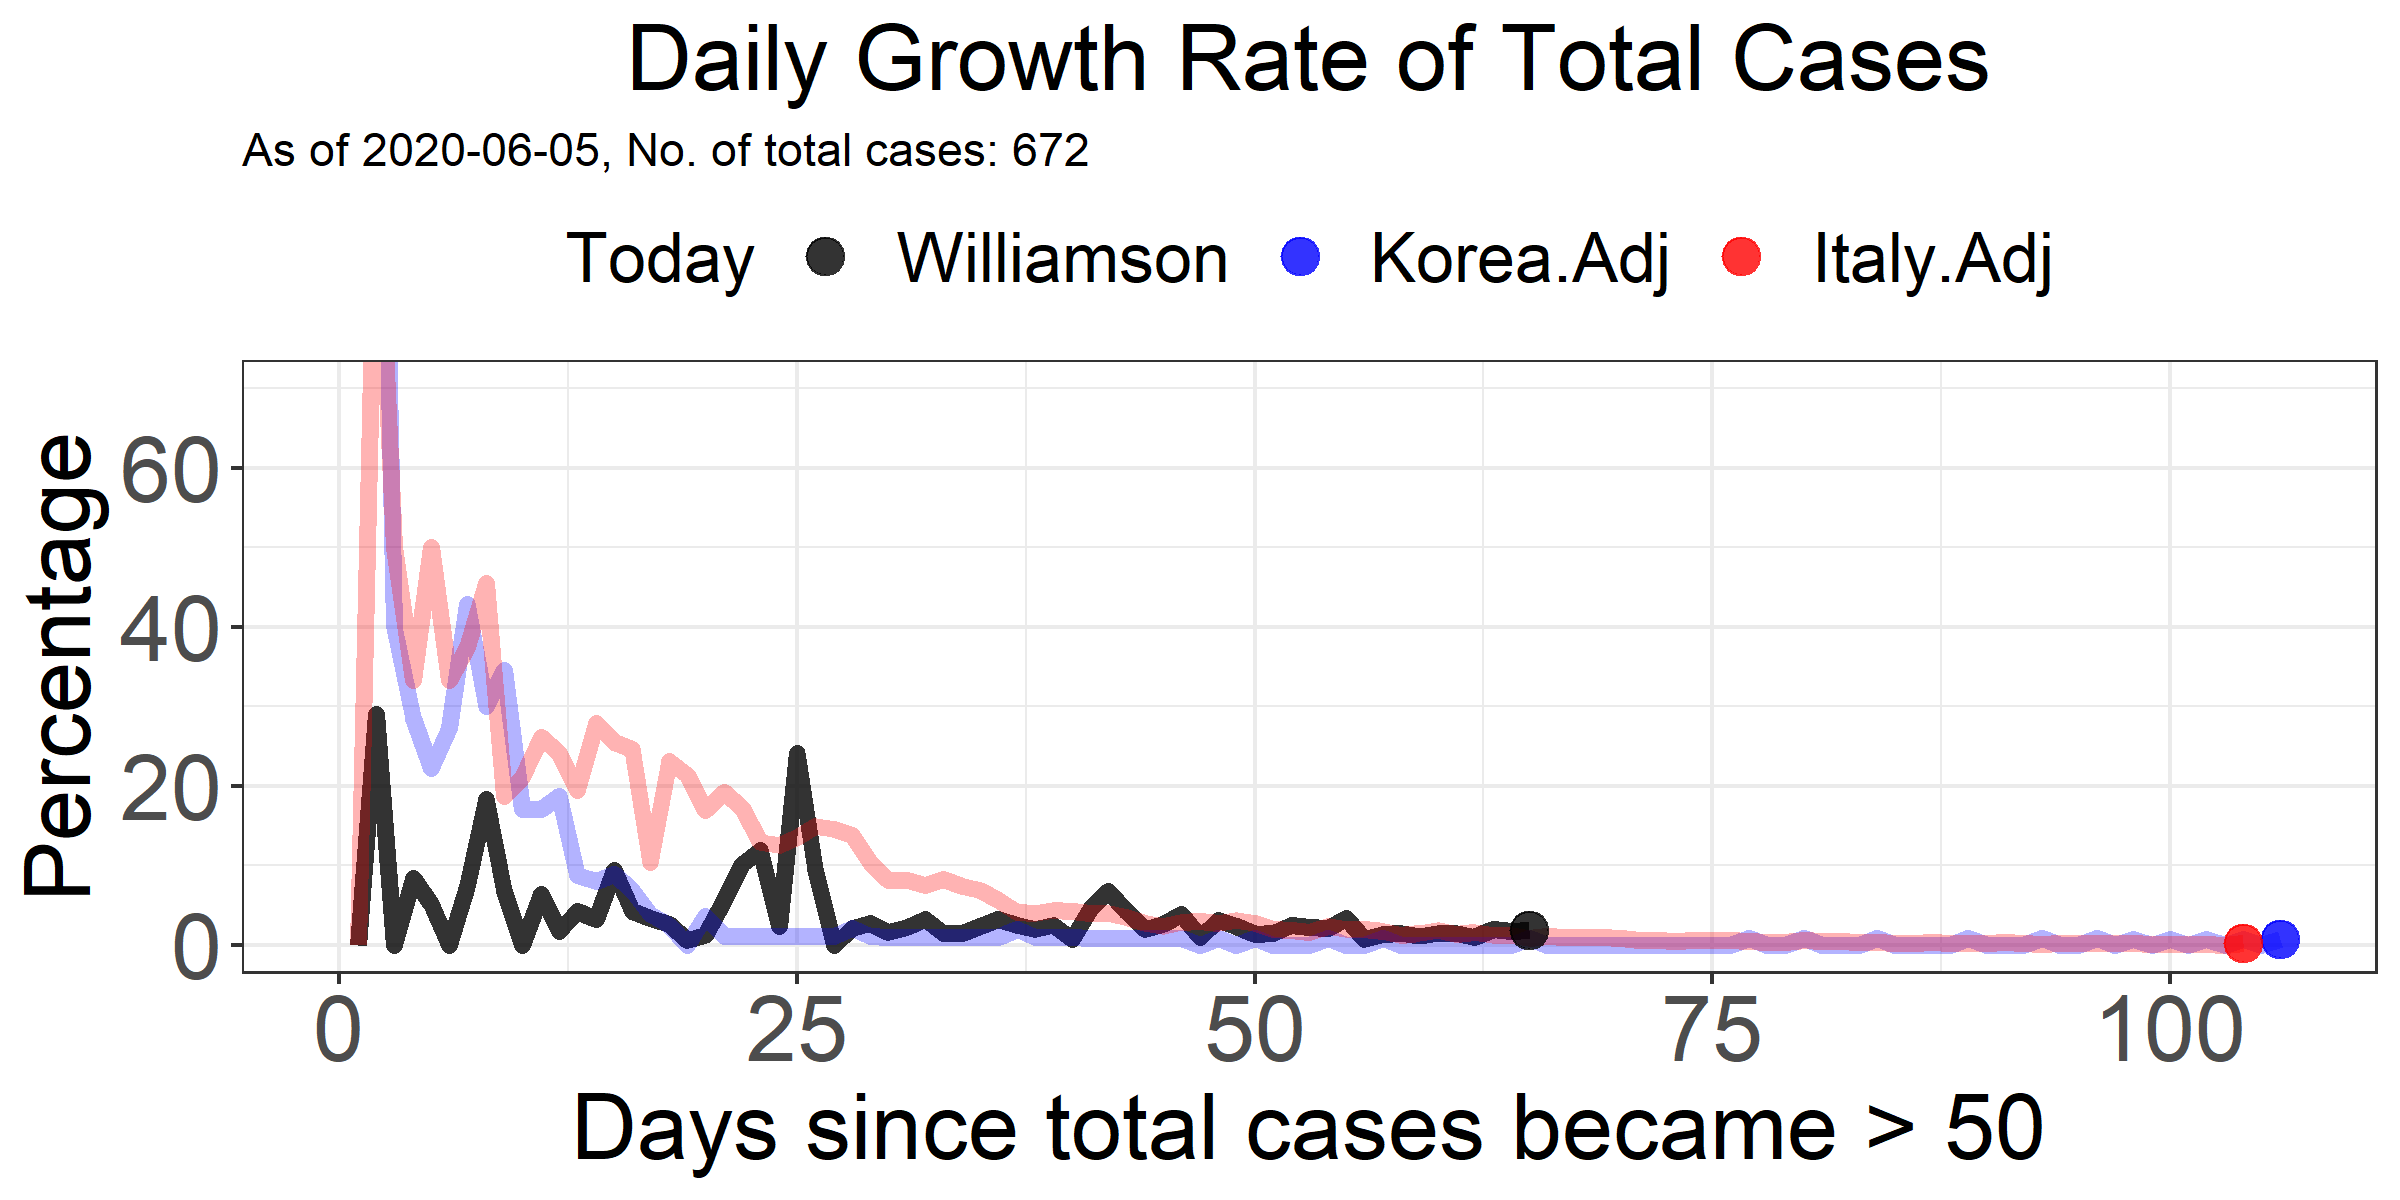 Daily Growth Rate of Total Cases
As of 2020-06-05, No. of total cases: 672
Today Williamson Korea.Adj Italy.Adj
Percentage
60
40
20
0
0 25 50 75 100
Days since total cases became > 50